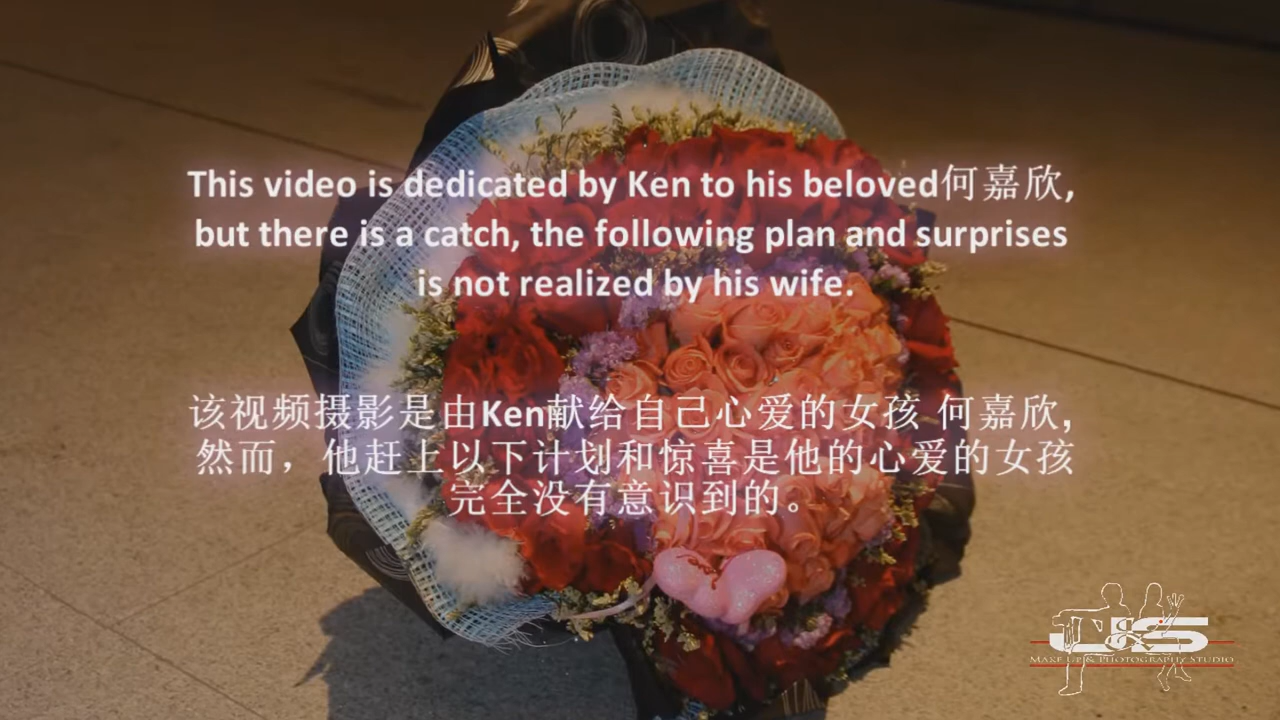 This video is dedicated by Ken to his beloved何嘉欣,
but there is a catch, the following plan and surprises
is not realized by his wife.
该视频摄影是由Ken献给自己心爱的女孩 何嘉欣,
然而，他赶上以下计划和惊喜是他的心爱的女孩
完全没有意识到的。
J&S
MAKE UP & PHOTOGRAPHY STUDIO